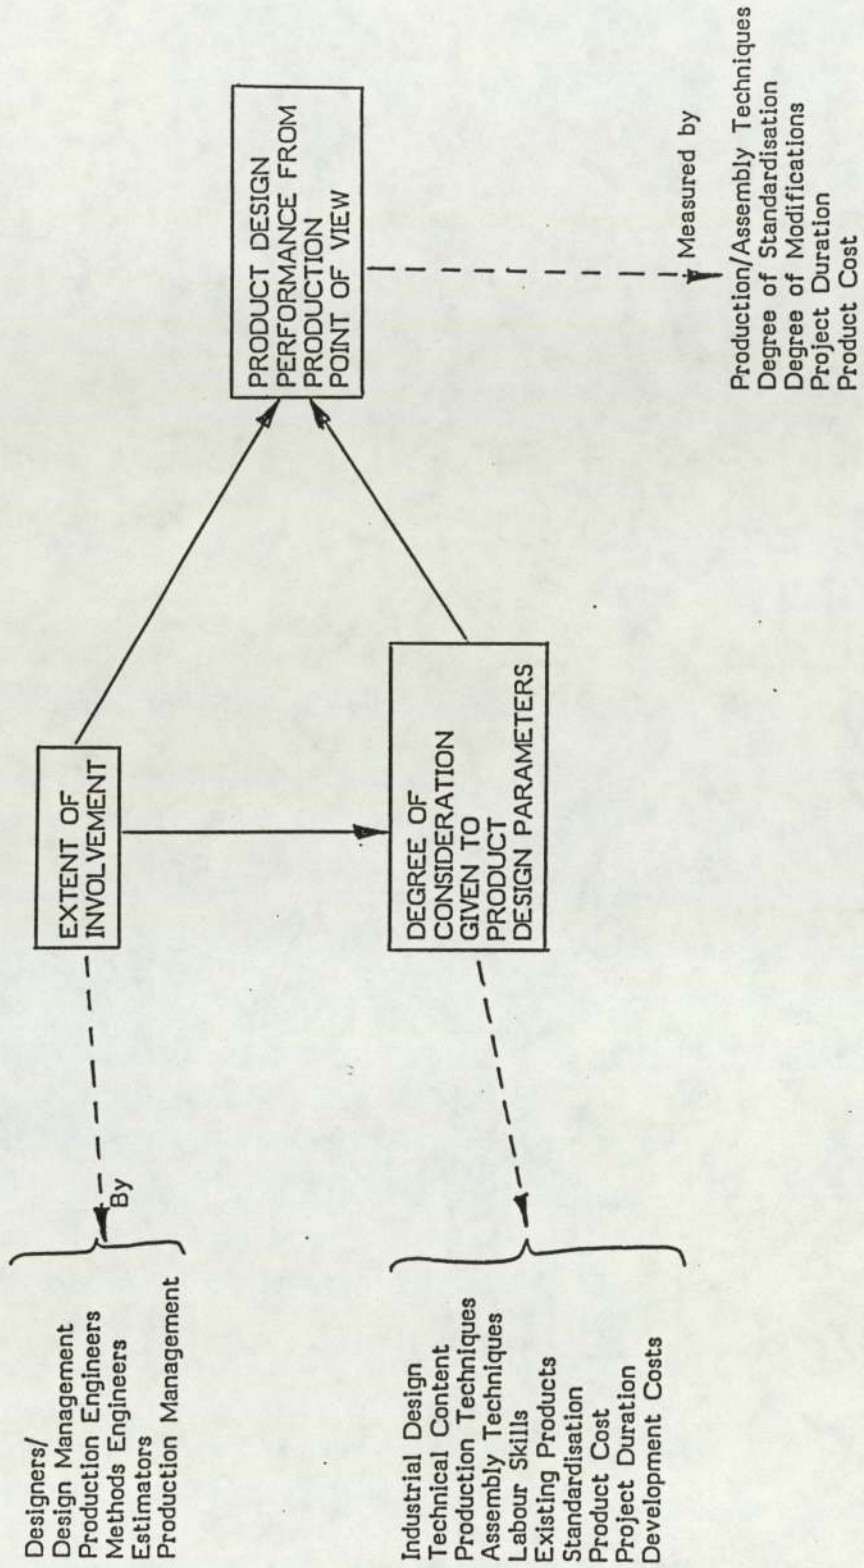 Designers/
Design Management
Production Engineers
Methods Engineers
Estimators
Production Management
By
EXTENT OF
INVOLVEMENT
Industrial Design
Technical Content
Production Techniques
Assembly Techniques
Labour Skills
Existing Products
Standardisation
Product Cost
Project Duration
Development Costs
DEGREE OF
CONSIDERATION
GIVEN TO
PRODUCT
DESIGN PARAMETERS
PRODUCT DESIGN
PERFORMANCE FROM
PRODUCTION
POINT OF VIEW
Measured by
Production/Assembly Techniques
Degree of Standardisation
Degree of Modifications
Project Duration
Product Cost